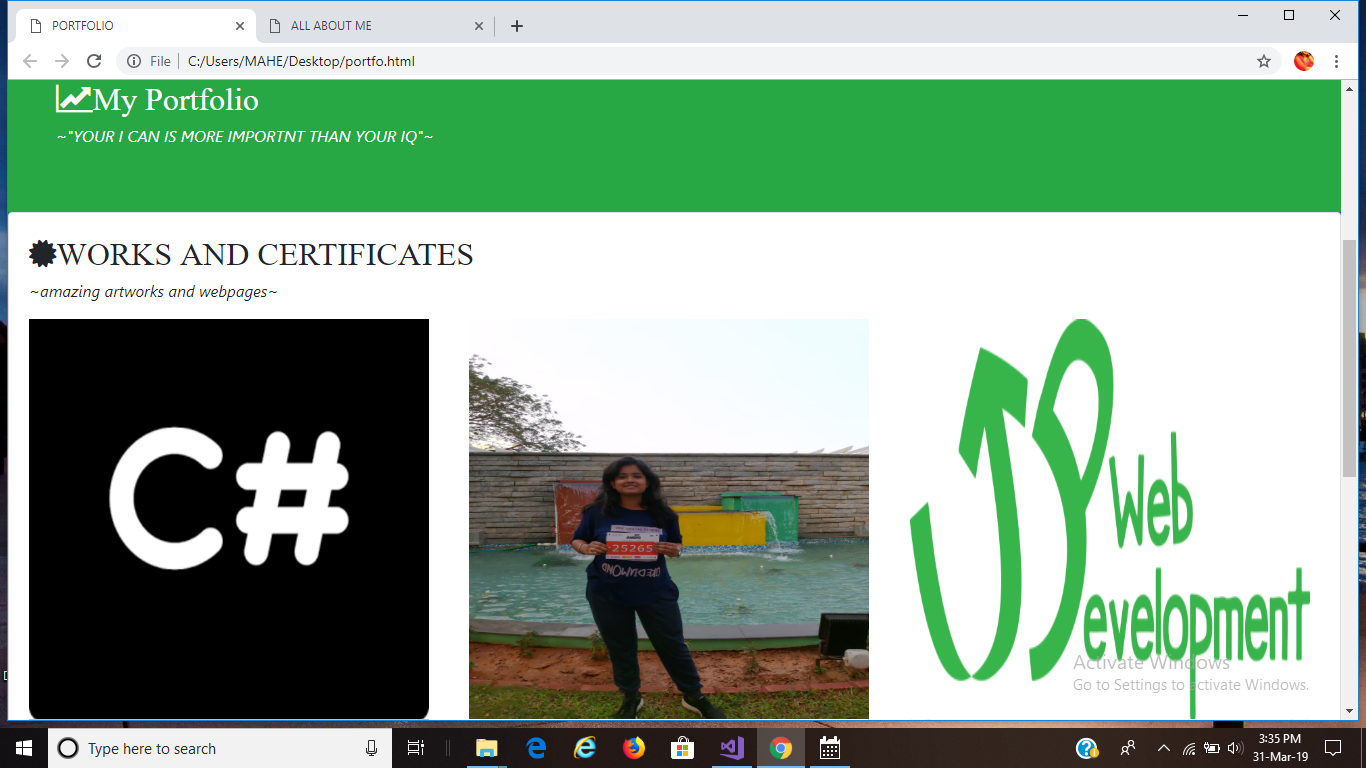 PORTFOLIO
ALL ABOUT ME
File
C:/Users/MAHE/Desktop/portfo.html
My Portfolio
~"YOUR I CAN IS MORE IMPORTNT THAN YOUR IQ"~
WORKS AND CERTIFICATES
~amazing artworks and webpages~
C#
25265
JP
Web
Development
Activate Windows
Go to Settings to activate Windows.
Type here to search
3:35 PM
31-Mar-19